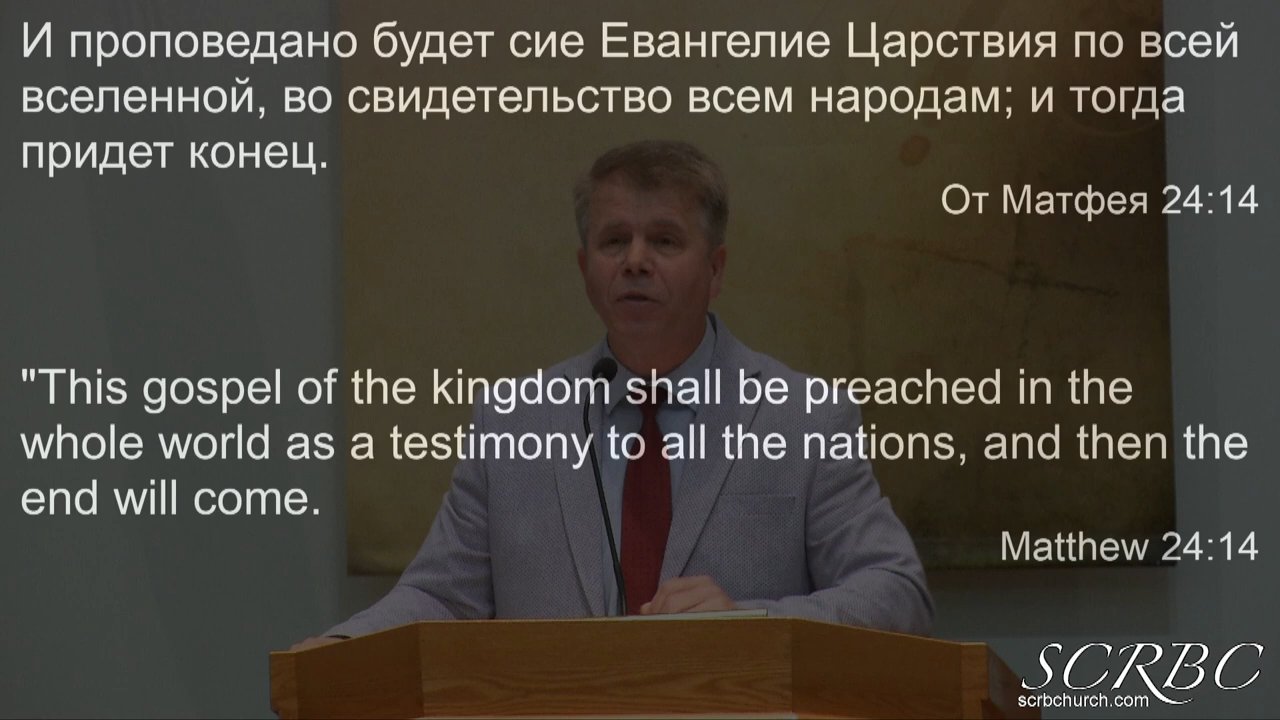 И проповедано будет сие Евангелие Царствия по всей
вселенной, во свидетельство всем народам; и тогда
придет конец.
От Матфея 24:14
"This gospel of the kingdom shall be preached in the
whole world as a testimony to all the nations, and then the
end will come.
Matthew 24:14
SCRBC
scrbchurch.com